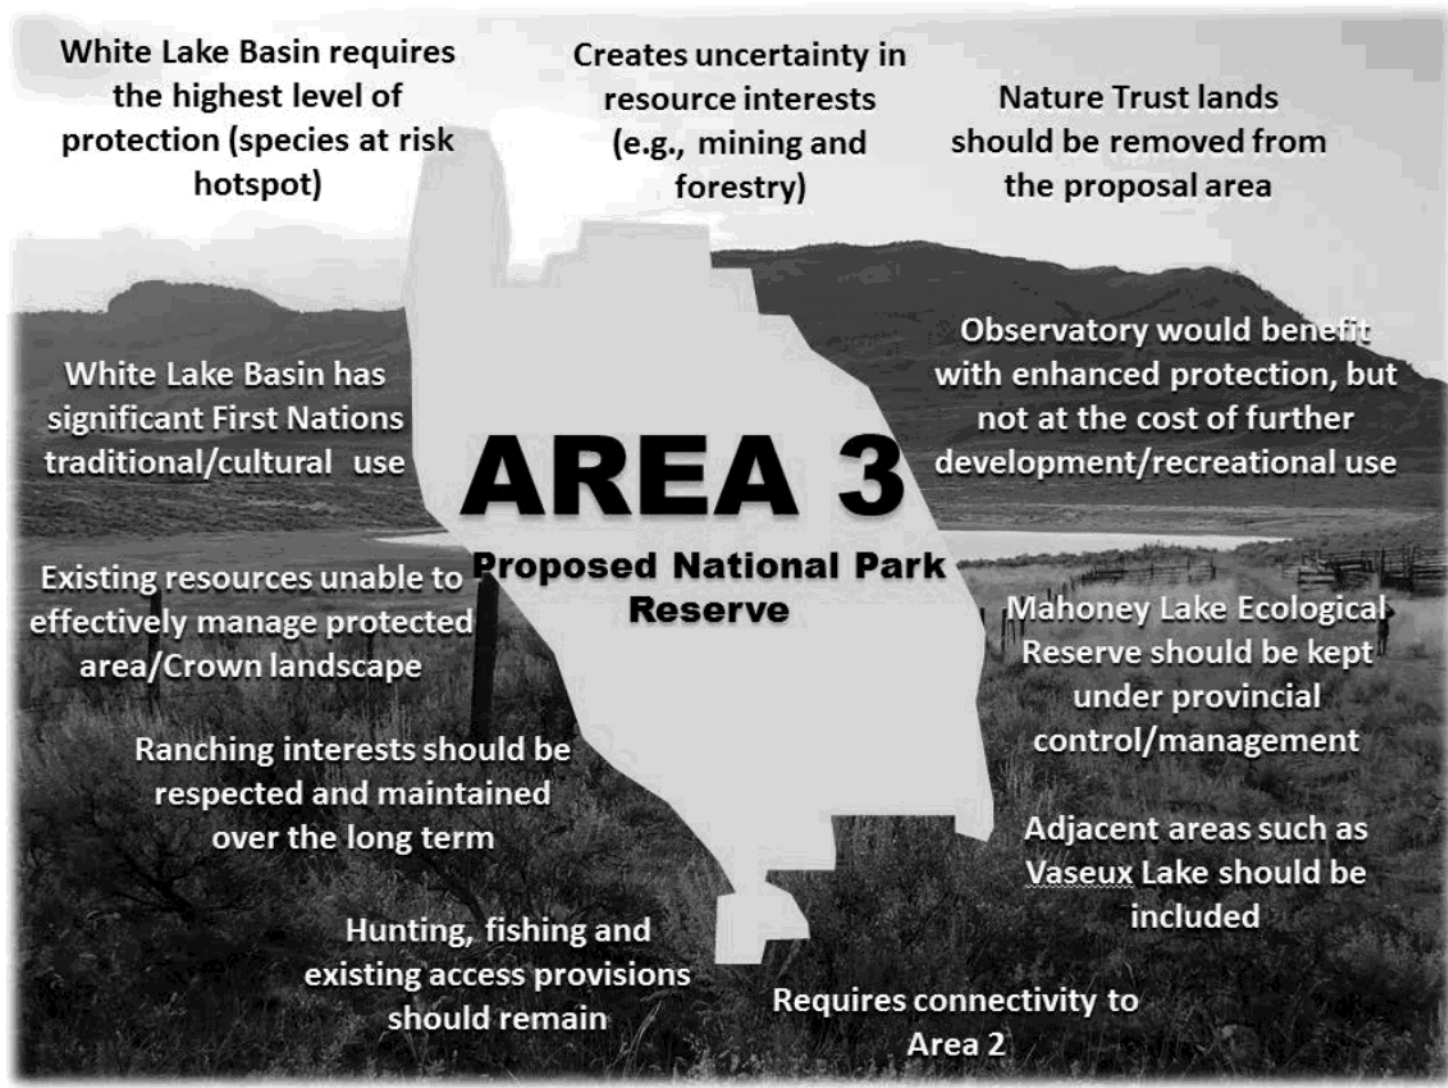 White Lake Basin requires
the highest level of
protection (species at risk
hotspot)
Creates uncertainty in
resource interests
(e.g., mining and
forestry)
Nature Trust lands
should be removed from
the proposal area
White Lake Basin has
significant First Nations
traditional/cultural use
Observatory would benefit
with enhanced protection, but
not at the cost of further
development/recreational use
AREA 3
Proposed National Park
Reserve
Existing resources unable to
effectively manage protected
area/Crown landscape
Mahoney Lake Ecological
Reserve should be kept
under provincial
control/management
Ranching interests should be
respected and maintained
over the long term
Adjacent areas such as
Vaseux Lake should be
included
Hunting, fishing and
existing access provisions
should remain
Requires connectivity to
Area 2